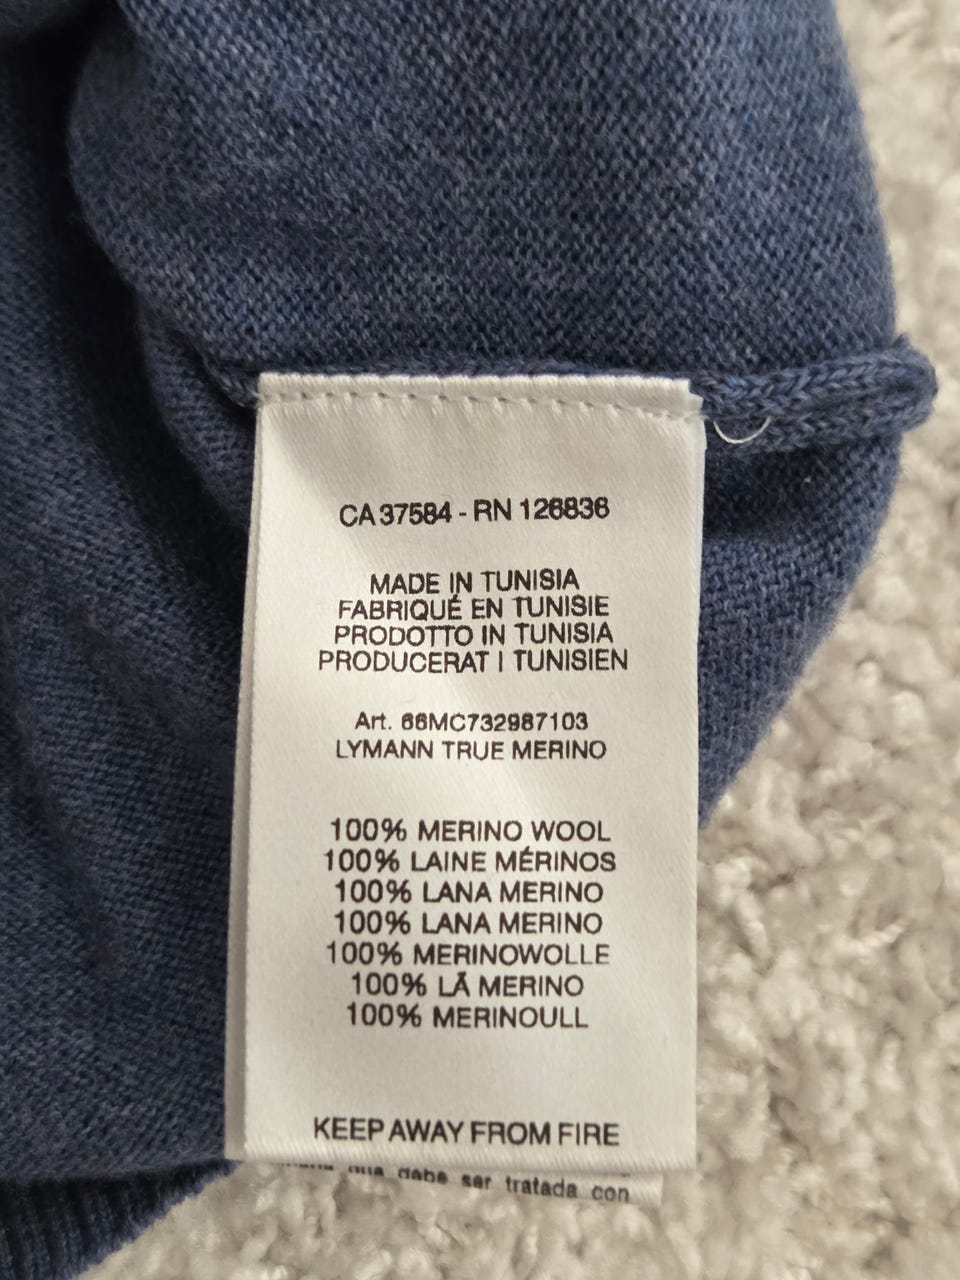 CA 37584 - RN 126836
MADE IN TUNISIA
FABRIQUÉ EN TUNISIE
PRODOTTO IN TUNISIA
PRODUCERAT I TUNISIEN
Art. 66MC732987103
LYMANN TRUE MERINO
100% MERINO WOOL
100% LAINE MÉRINOS
100% LANA MERINO
100% LANA MERINO
100% MERINOWOLLE
100% LÃ MERINO
100% MERINOULL
KEEP AWAY FROM FIRE
que debe ser tratada con